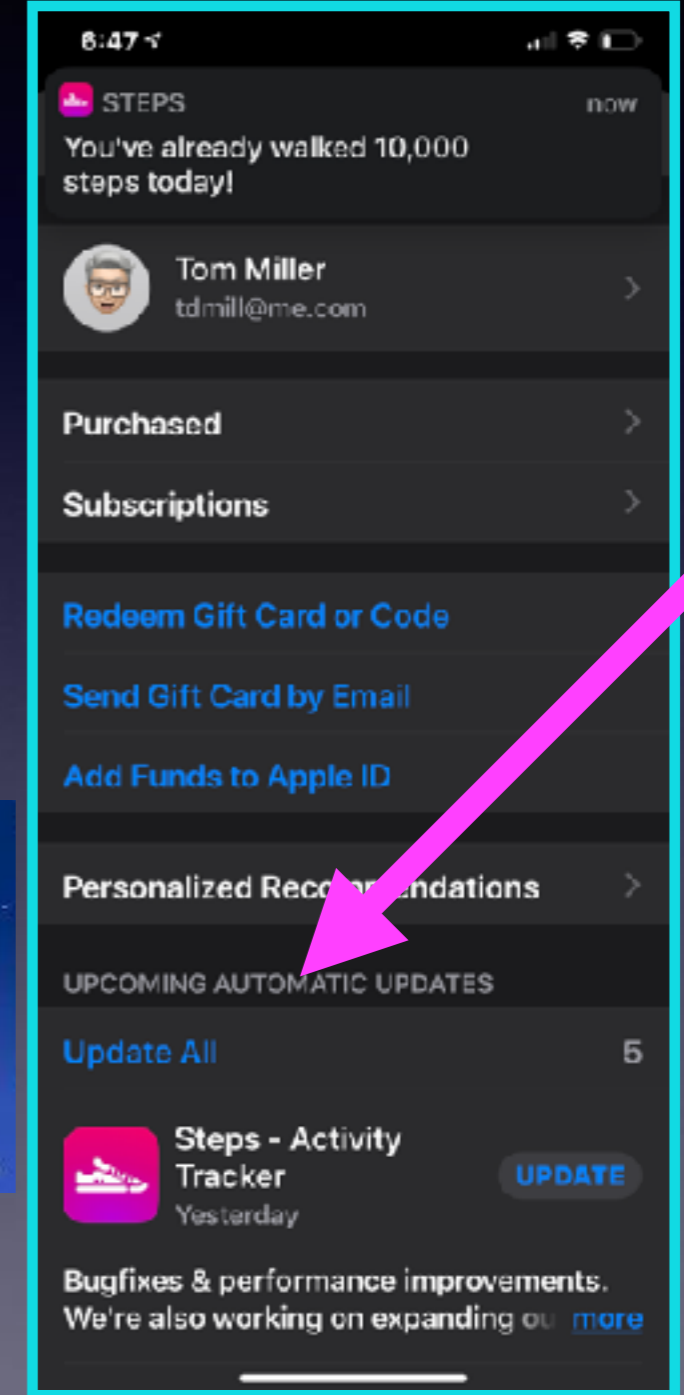 6:47
STEPS
now
You've already walked 10,000
steps today!
Tom Miller
tdmill@me.com
Purchased
Subscriptions
Redeem Gift Card or Code
Send Gift Card by Email
Add Funds to Apple ID
Personalized Recommendations
UPCOMING AUTOMATIC UPDATES
Update All
5
Steps - Activity
Tracker
UPDATE
Yesterday
Bugfixes & performance improvements.
We're also working on expanding ou more